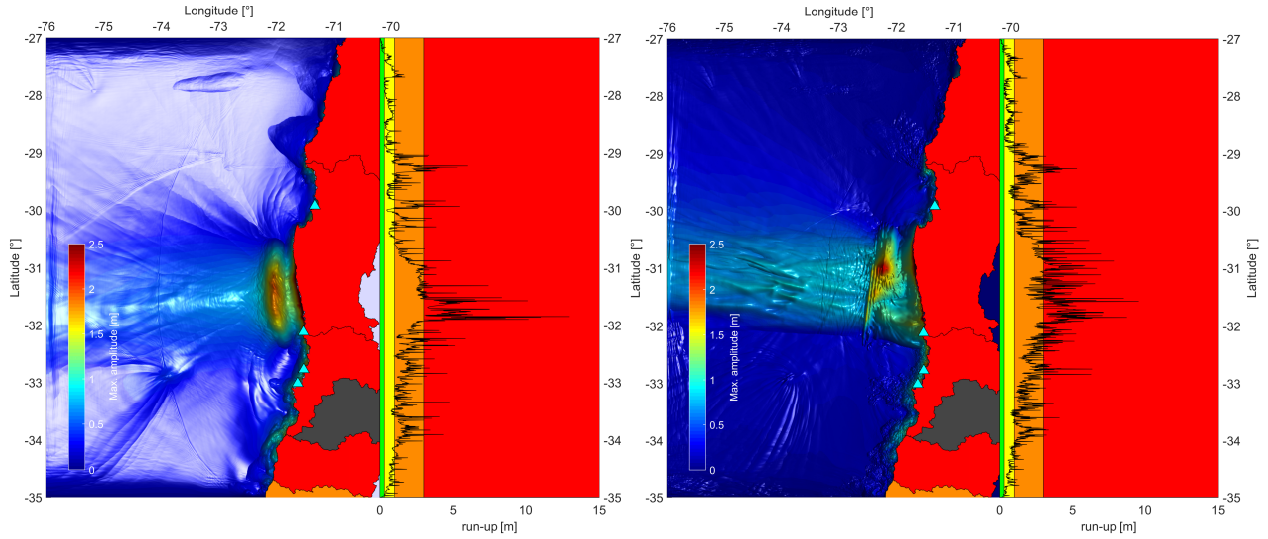 Lcngitude [°]
Lcngitude [°]
-76 -75 -74 -73 -72 -71 -70
-76 -75 -74 -73 -72 -71 -70
-27 -27 -27 -27
-28 -28 -28 -28
-29 -29 -29 -29
-30 -30 -30 -30
-31 -31 -31 -31
-32 -32 -32 -32
-33 -33 -33 -33
-34 -34 -34 -34
-35 -35 -35 -35
Latitude [°]
Latitude [°]
Latitude [°]
2.5
2
1.5
1
0.5
0
Max. amplitude [m]
2.5
2
1.5
1
0.5
0
Max. amplitude [m]
0 5 10 15
0 5 10 15
run-up [m]
run-up [m]